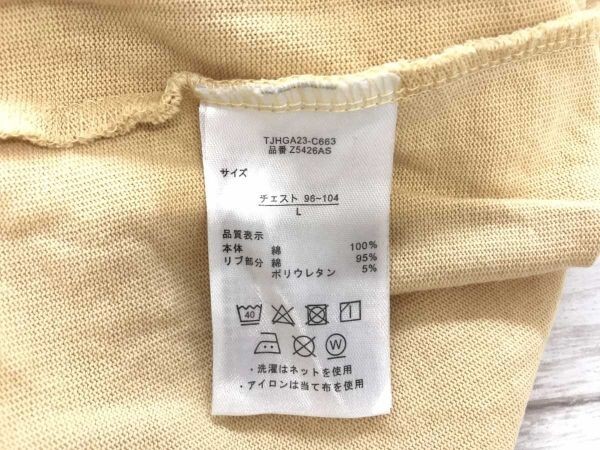 TJHGA23-C663
品番 Z5426AS
サイズ
チェスト 96~104
L
品質表示
本体 綿 100%
リブ部分 綿 95%
ポリウレタン 5%
40
W
・洗濯はネットを使用
・アイロンは当て布を使用